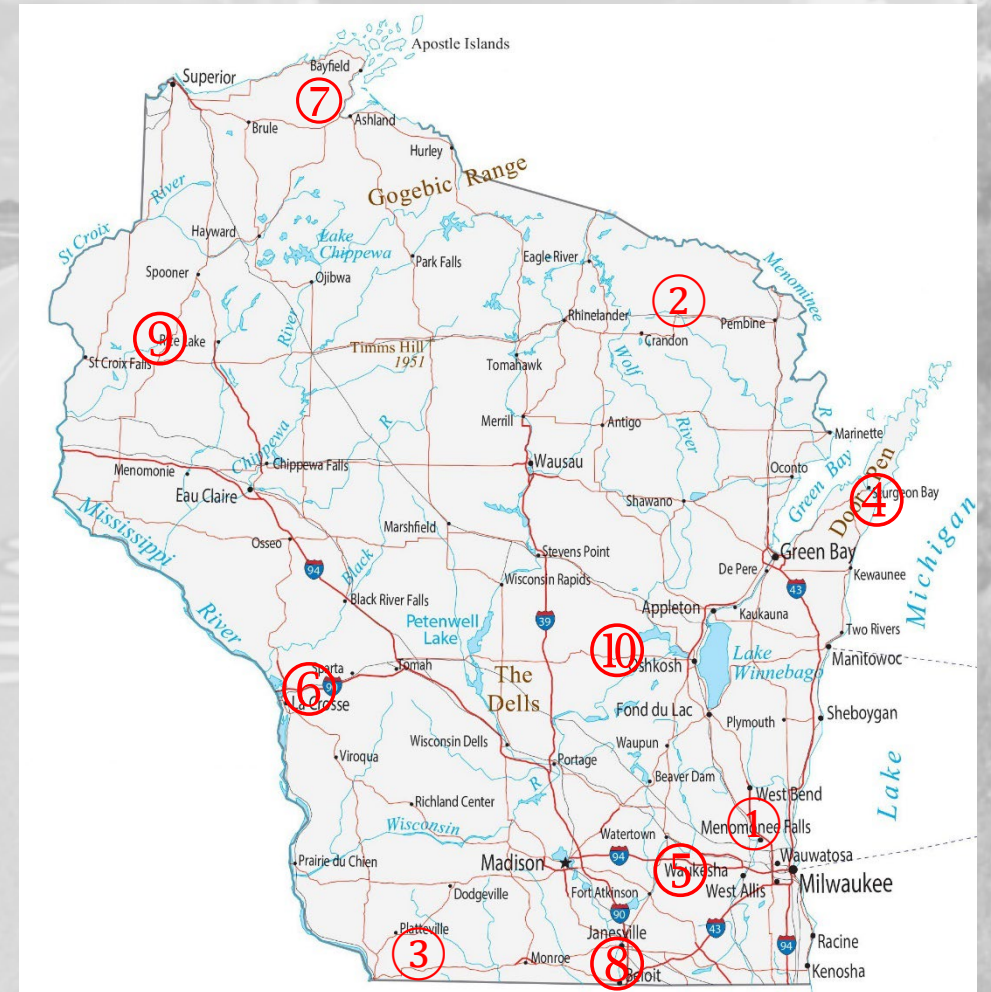 Apostle Islands
Bayfield
Superior
⑦
Brule
Ashland
Hurley
Gogebic Range
St Croix
River
Hayward
Lake
Chippewa
Spooner
Ojibwa
Park Falls
Eagle River
Menominee
R
②
Rhinelander
Pembine
Crandon
⑨
Rice Lake
St Croix Falls
River
Timms Hill
1951
Tomahawk
Wolf
River
Merrill
Antigo
Marinette
Chippewa
R
Menomonie
Chippewa Falls
Eau Claire
Wausau
Oconto
Green Bay
Door Pen
④
Sturgeon Bay
Shawano
Mississippi
River
Marshfield
Osseo
94
Black
Stevens Point
Green Bay
De Pere
Kewaunee
43
Wisconsin Rapids
Black River Falls
Petenwell
Lake
39
Appleton
Kaukauna
Two Rivers
Manitowoc
⑩
Oshkosh
Lake
Winnebago
Sparta
Tomah
⑥
La Crosse
The
Dells
Fond du Lac
Plymouth
Sheboygan
Lake
Michigan
Viroqua
Wisconsin Dells
Portage
Waupun
Beaver Dam
R
West Bend
Richland Center
Wisconsin
①
Menomonee Falls
Watertown
Prairie du Chien
Madison
94
⑤
Waukesha
Wauwatosa
West Allis
Milwaukee
Dodgeville
Fort Atkinson
90
Platteville
③
Monroe
Janesville
43
94
Racine
⑧
Beloit
Kenosha